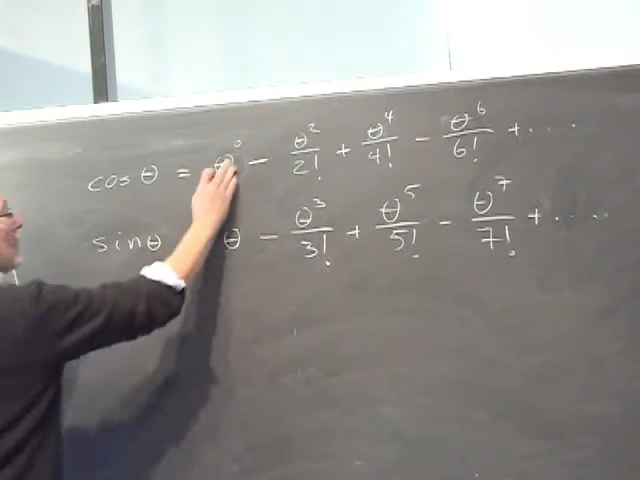 cos θ = θ⁰ − θ²/2! + θ⁴/4! − θ⁶/6! + ....
sin θ θ − θ³/3! + θ⁵/5! − θ⁷/7! + ....